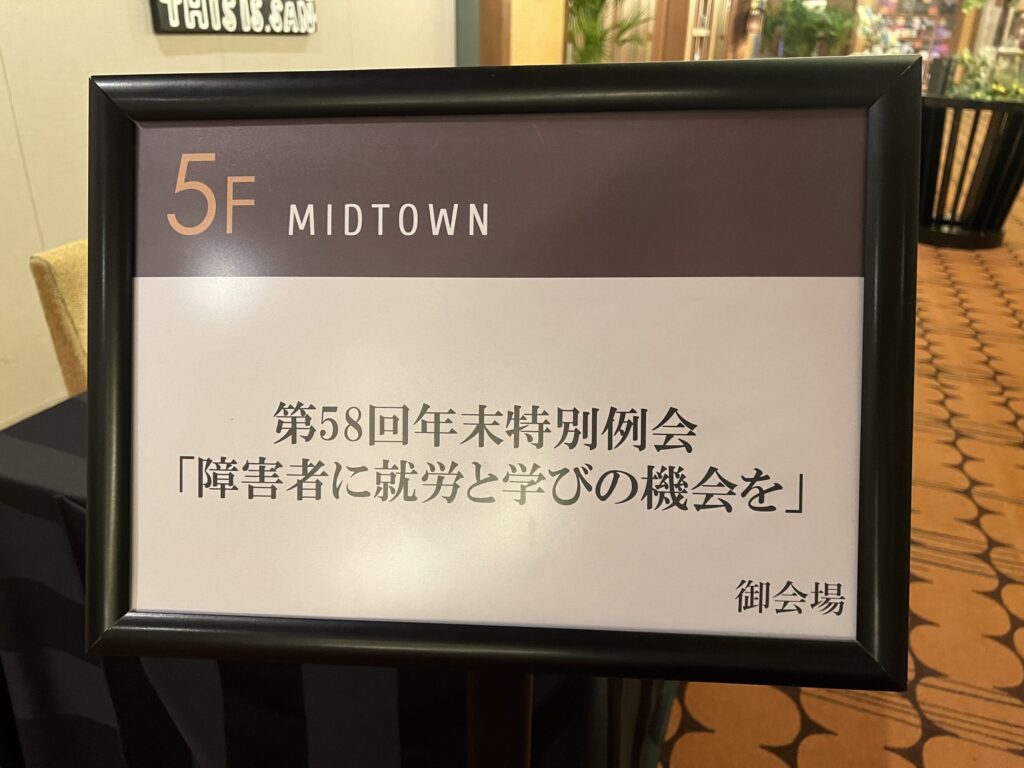 THIS IS.SAN
5F MIDTOWN
第58回年末特別例会
「障害者に就労と学びの機会を」
御会場